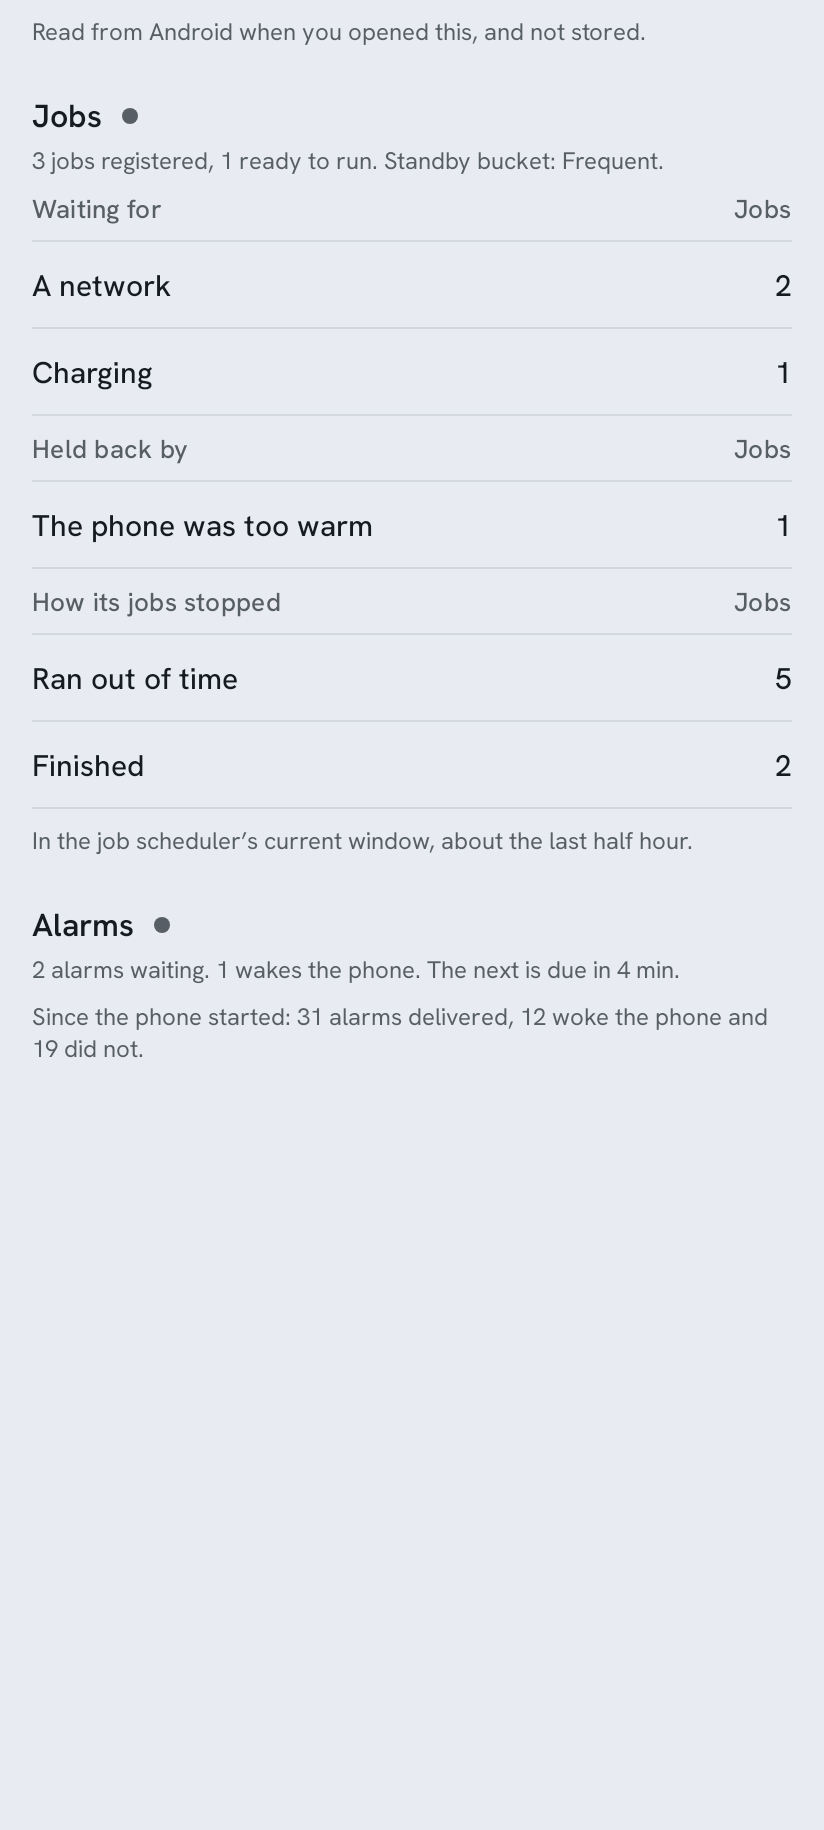 Read from Android when you opened this, and not stored.
Jobs
3 jobs registered, 1 ready to run. Standby bucket: Frequent.
Waiting for Jobs
A network 2
Charging 1
Held back by Jobs
The phone was too warm 1
How its jobs stopped Jobs
Ran out of time 5
Finished 2
In the job scheduler’s current window, about the last half hour.
Alarms
2 alarms waiting. 1 wakes the phone. The next is due in 4 min.
Since the phone started: 31 alarms delivered, 12 woke the phone and
19 did not.